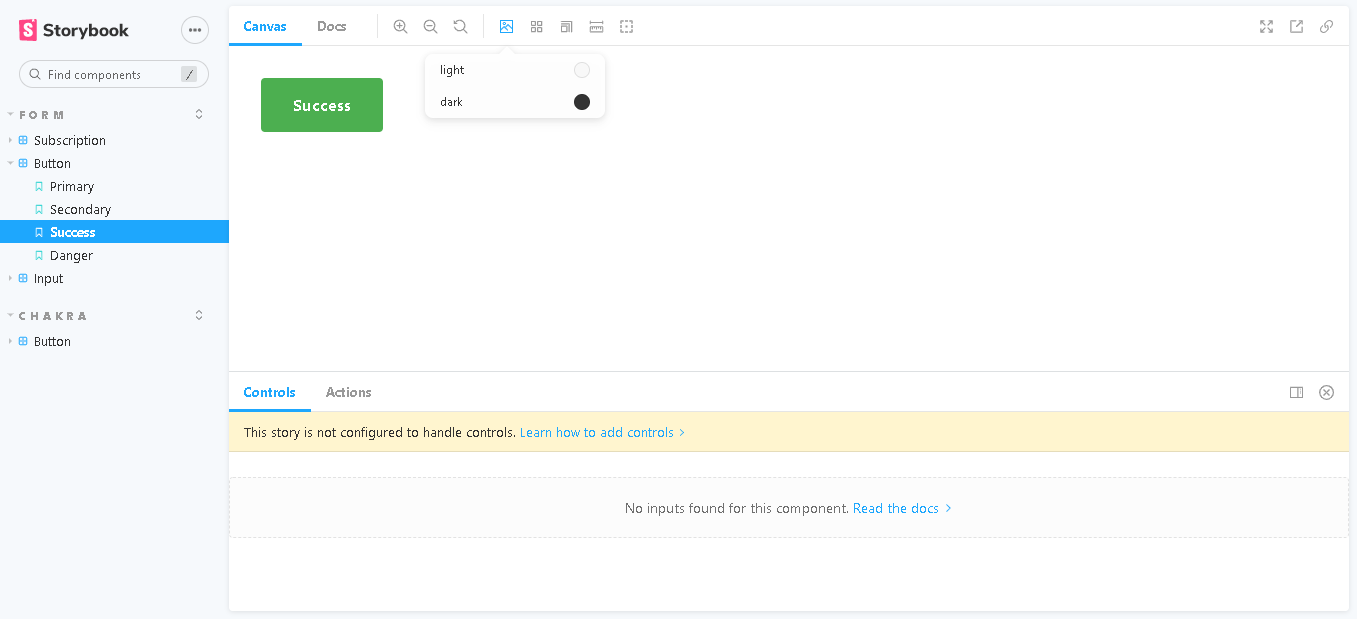 Storybook
Find components /
FORM
Subscription
Button
Primary
Secondary
Success
Danger
Input
CHAKRA
Button
Canvas Docs
light
dark
Success
Controls Actions
This story is not configured to handle controls. Learn how to add controls
No inputs found for this component. Read the docs